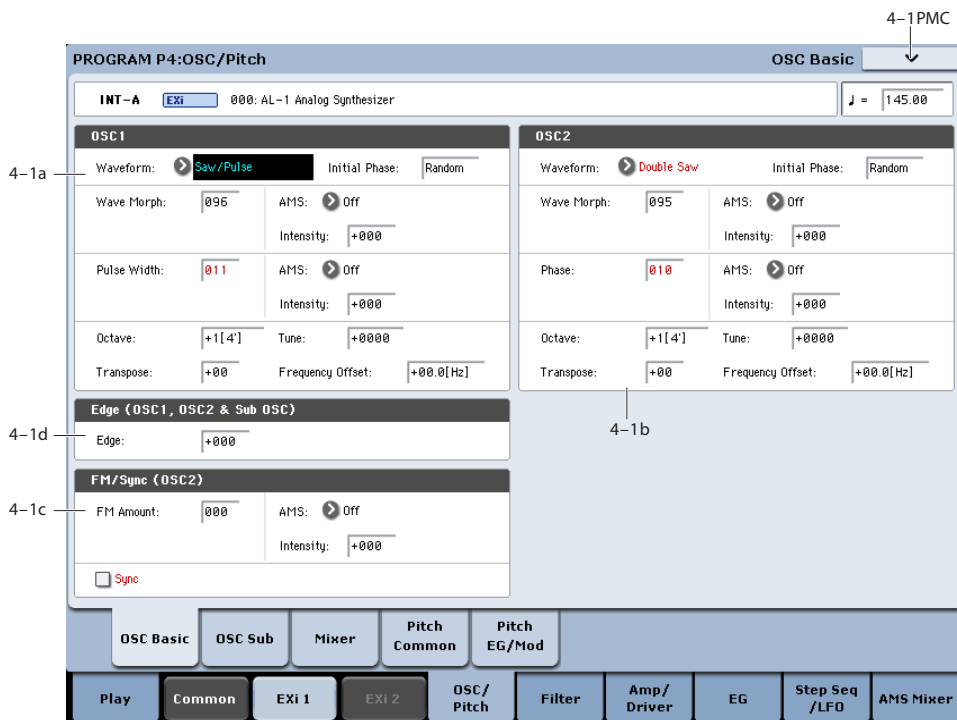 4–1PMC
PROGRAM P4:OSC/Pitch OSC Basic
INT-A EXi 000: AL-1 Analog Synthesizer ♩ = 145.00
OSC1
4–1a
Waveform: Saw/Pulse Initial Phase: Random
Wave Morph: 096 AMS: Off
Intensity: +000
Pulse Width: 011 AMS: Off
Intensity: +000
Octave: +1[4'] Tune: +0000
Transpose: +00 Frequency Offset: +00.0[Hz]
OSC2
Waveform: Double Saw Initial Phase: Random
Wave Morph: 095 AMS: Off
Intensity: +000
Phase: 010 AMS: Off
Intensity: +000
Octave: +1[4'] Tune: +0000
Transpose: +00 Frequency Offset: +00.0[Hz]
4–1b
Edge (OSC1, OSC2 & Sub OSC)
4–1d
Edge: +000
FM/Sync (OSC2)
4–1c
FM Amount: 000 AMS: Off
Intensity: +000
Sync
OSC Basic
OSC Sub
Mixer
Pitch
Common
Pitch
EG/Mod
Play
Common
EXi 1
EXi 2
OSC/
Pitch
Filter
Amp/
Driver
EG
Step Seq
/LFO
AMS Mixer